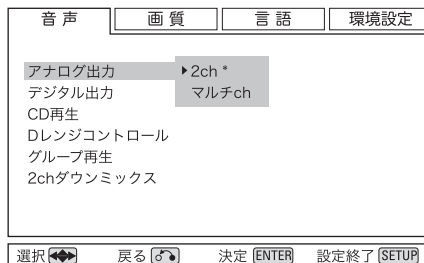 音声 画質 言語 環境設定
アナログ出力 2ch *
デジタル出力 マルチch
CD再生
Dレンジコントロール
グループ再生
2chダウンミックス
選択 戻る 決定 ENTER 設定終了 SETUP